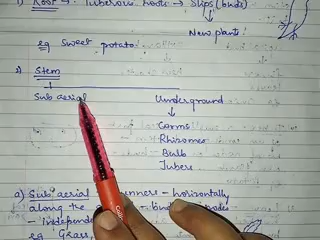 1) Root → Tuberous roots → Slips (buds)
New plants
eg Sweet potato
2) Stem
Sub aerial Underground
Corms
Rhizomes
Bulb
Tubers
a) Sub aerial runners - horizontally
along the
- independ
eg Grass,